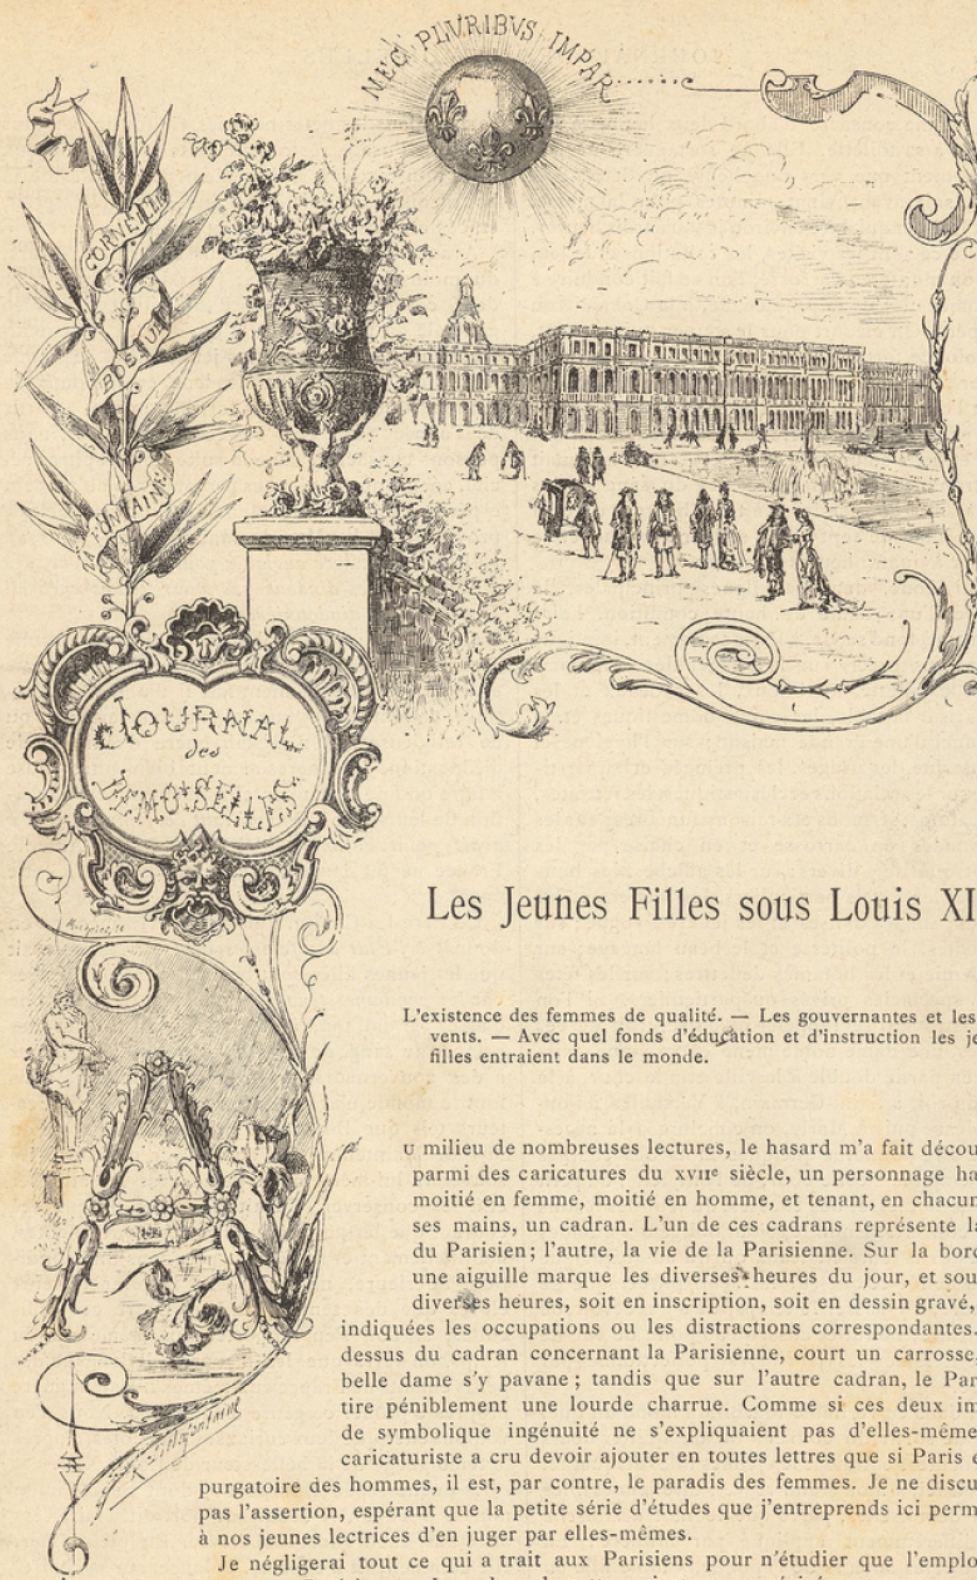 NEC PLVRIBVS IMPAR
CORNEILLE
BOSSUET
LA FONTAINE
JOURNAL
des
DEMOISELLES
Les Jeunes Filles sous Louis XI
L'existence des femmes de qualité. — Les gouvernantes et les
vents. — Avec quel fonds d'éducation et d'instruction les je
filles entraient dans le monde.
AU milieu de nombreuses lectures, le hasard m'a fait découv
parmi des caricatures du XVIIe siècle, un personnage ha
moitié en femme, moitié en homme, et tenant, en chacun
ses mains, un cadran. L'un de ces cadrans représente la
du Parisien; l'autre, la vie de la Parisienne. Sur la bord
une aiguille marque les diverses heures du jour, et sou
diverses heures, soit en inscription, soit en dessin gravé,
indiquées les occupations ou les distractions correspondantes.
dessus du cadran concernant la Parisienne, court un carrosse,
belle dame s'y pavane; tandis que sur l'autre cadran, le Par
tire péniblement une lourde charrue. Comme si ces deux im
de symbolique ingénuité ne s'expliquaient pas d'elles-même
caricaturiste a cru devoir ajouter en toutes lettres que si Paris e
purgatoire des hommes, il est, par contre, le paradis des femmes. Je ne discu
pas l'assertion, espérant que la petite série d'études que j'entreprends ici perm
à nos jeunes lectrices d'en juger par elles-mêmes.
Je négligerai tout ce qui a trait aux Parisiens pour n'étudier que l'emplo